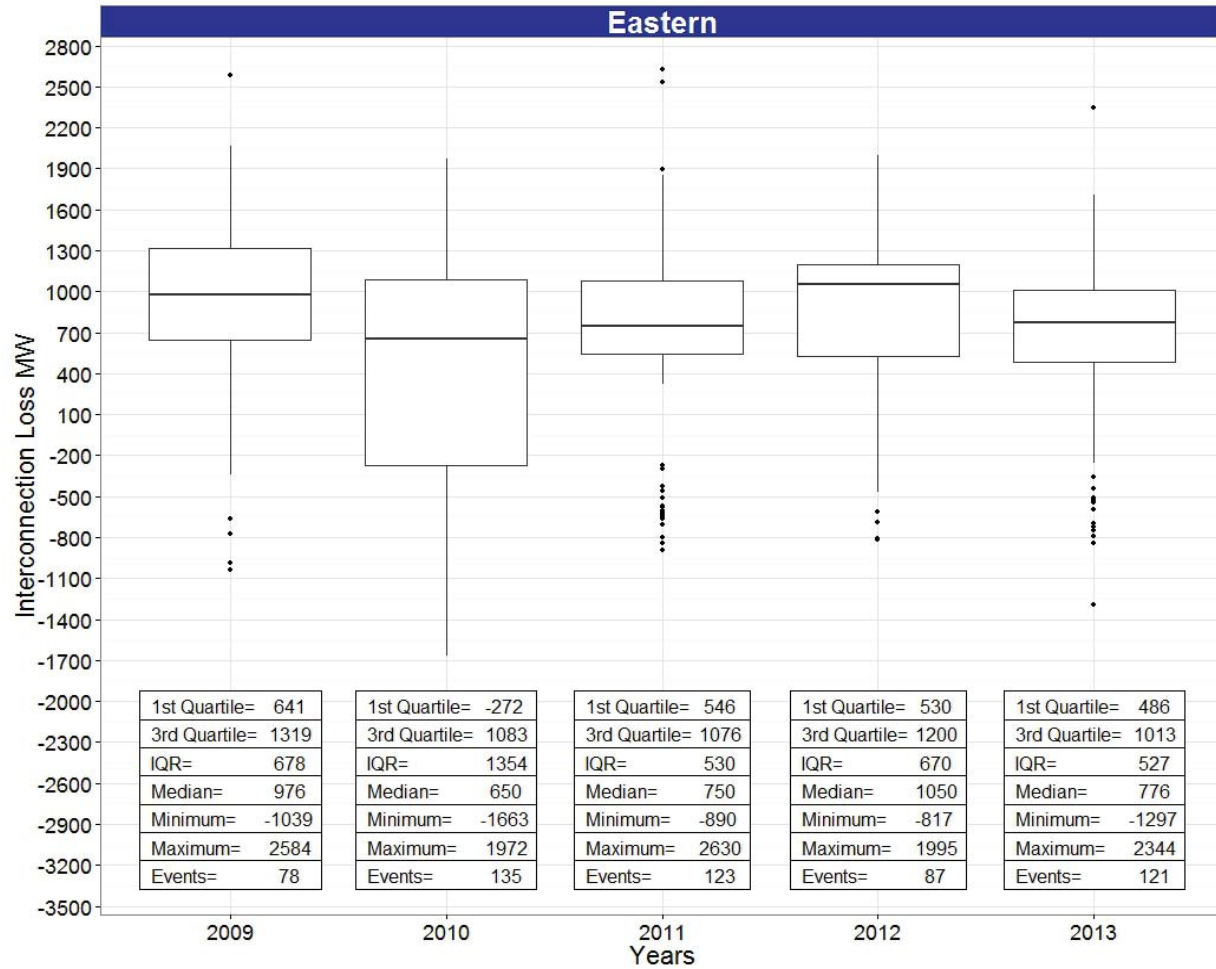 Eastern
Interconnection Loss MW
2800
2500
2200
1900
1600
1300
1000
700
400
100
-200
-500
-800
-1100
-1400
-1700
-2000
-2300
-2600
-2900
-3200
-3500
1st Quartile= 641
3rd Quartile= 1319
IQR= 678
Median= 976
Minimum= -1039
Maximum= 2584
Events= 78
1st Quartile= -272
3rd Quartile= 1083
IQR= 1354
Median= 650
Minimum= -1663
Maximum= 1972
Events= 135
1st Quartile= 546
3rd Quartile= 1076
IQR= 530
Median= 750
Minimum= -890
Maximum= 2630
Events= 123
1st Quartile= 530
3rd Quartile= 1200
IQR= 670
Median= 1050
Minimum= -817
Maximum= 1995
Events= 87
1st Quartile= 486
3rd Quartile= 1013
IQR= 527
Median= 776
Minimum= -1297
Maximum= 2344
Events= 121
2009 2010 2011 2012 2013
Years